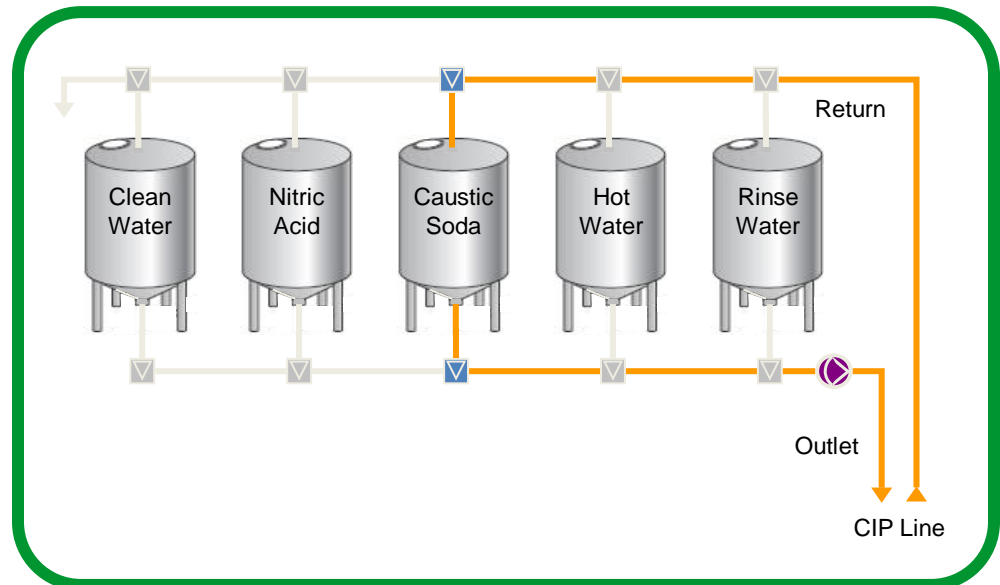 Return
Clean
Water
Nitric
Acid
Caustic
Soda
Hot
Water
Rinse
Water
Outlet
CIP Line